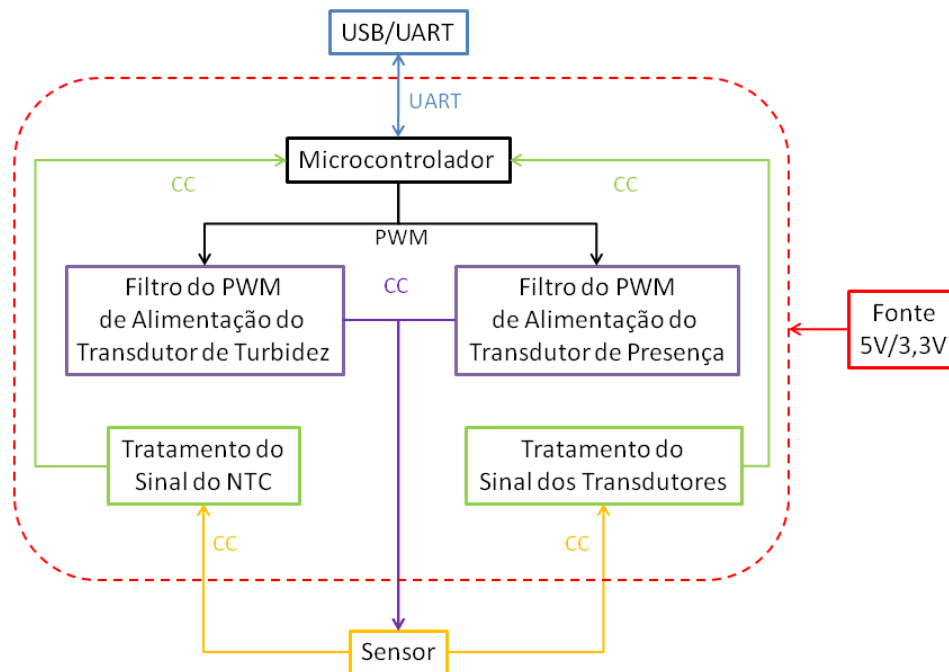 USB/UART
UART
Microcontrolador
CC
CC
PWM
Filtro do PWM
de Alimentação do
Transdutor de Turbidez
CC
Filtro do PWM
de Alimentação do
Transdutor de Presença
Fonte
5V/3,3V
Tratamento do
Sinal do NTC
Tratamento do
Sinal dos Transdutores
CC
CC
Sensor